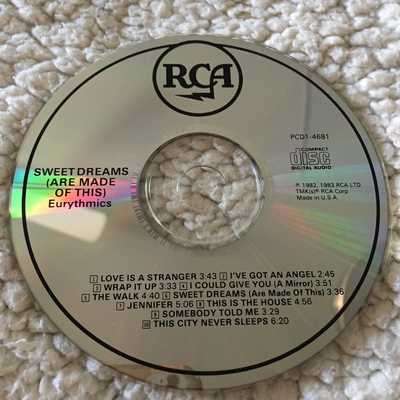 RCA
PCD1-4681
COMPACT
disc
DIGITAL AUDIO
SWEET DREAMS
(ARE MADE
OF THIS)
Eurythmics
℗ 1982, 1983 RCA LTD
TMK(s)® RCA Corp
Made in U.S.A.
1 LOVE IS A STRANGER 3:43 2 I'VE GOT AN ANGEL 2:45
3 WRAP IT UP 3:33 4 I COULD GIVE YOU (A Mirror) 3:51
5 THE WALK 4:40 6 SWEET DREAMS (Are Made Of This) 3:36
7 JENNIFER 5:06 8 THIS IS THE HOUSE 4:56
9 SOMEBODY TOLD ME 3:29
10 THIS CITY NEVER SLEEPS 6:20